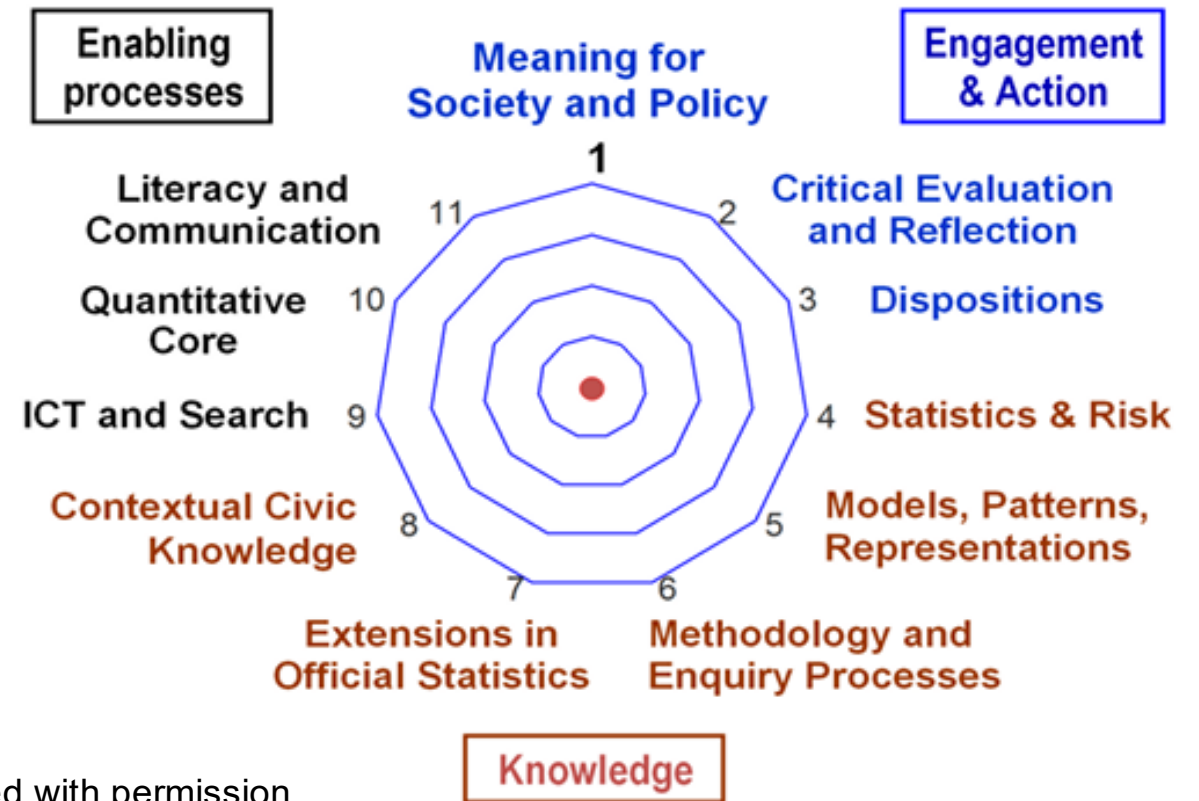 Enabling
processes
Meaning for
Society and Policy
Engagement
& Action
1
Literacy and
Communication
11
2
Critical Evaluation
and Reflection
Quantitative
Core
10
3
Dispositions
ICT and Search
9
4
Statistics & Risk
Contextual Civic
Knowledge
8
5
Models, Patterns,
Representations
7
6
Extensions in
Official Statistics
Methodology and
Enquiry Processes
Knowledge
with permission